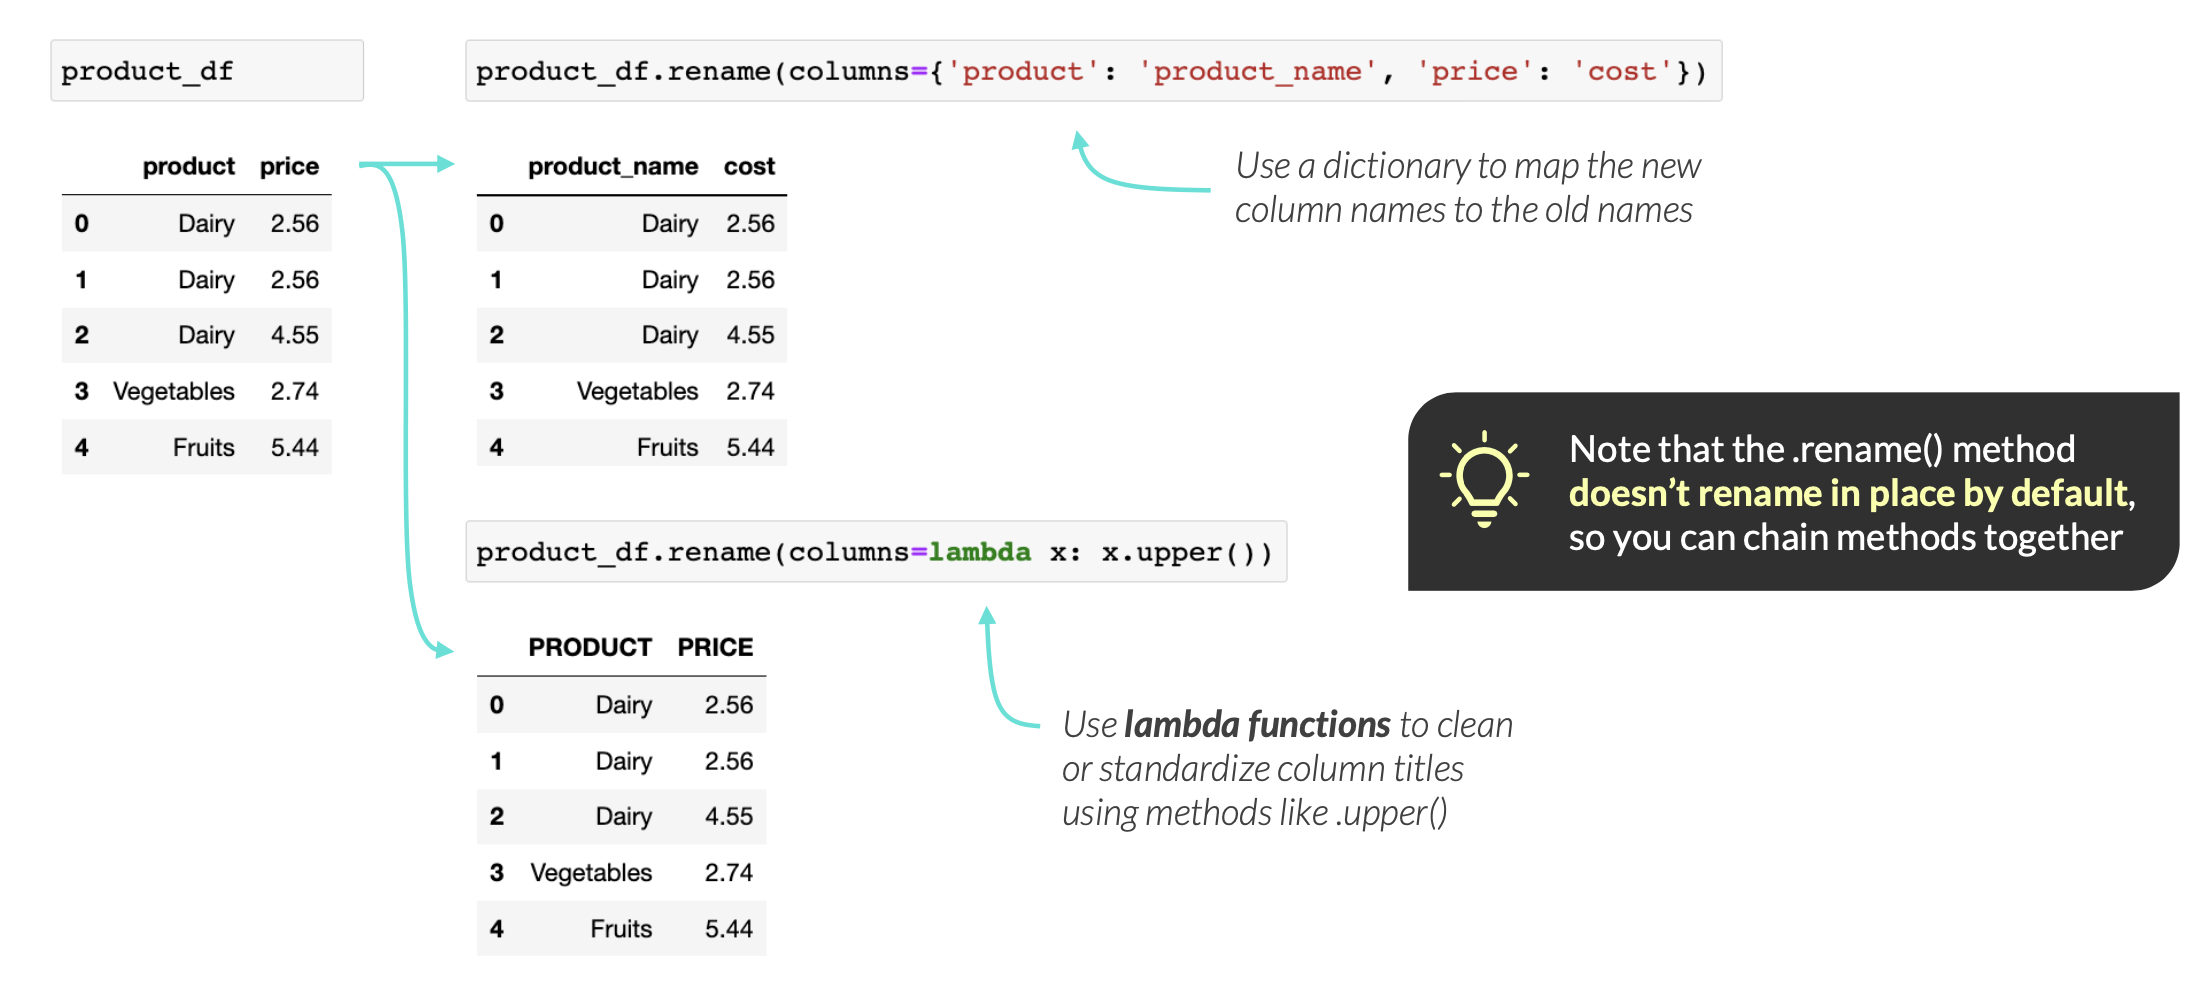 product_df
product_df.rename(columns={'product': 'product_name', 'price': 'cost'})
product price
0 Dairy 2.56
1 Dairy 2.56
2 Dairy 4.55
3 Vegetables 2.74
4 Fruits 5.44
product_name cost
0 Dairy 2.56
1 Dairy 2.56
2 Dairy 4.55
3 Vegetables 2.74
4 Fruits 5.44
Use a dictionary to map the new
column names to the old names
Note that the .rename() method
doesn’t rename in place by default,
so you can chain methods together
product_df.rename(columns=lambda x: x.upper())
PRODUCT PRICE
0 Dairy 2.56
1 Dairy 2.56
2 Dairy 4.55
3 Vegetables 2.74
4 Fruits 5.44
Use lambda functions to clean
or standardize column titles
using methods like .upper()